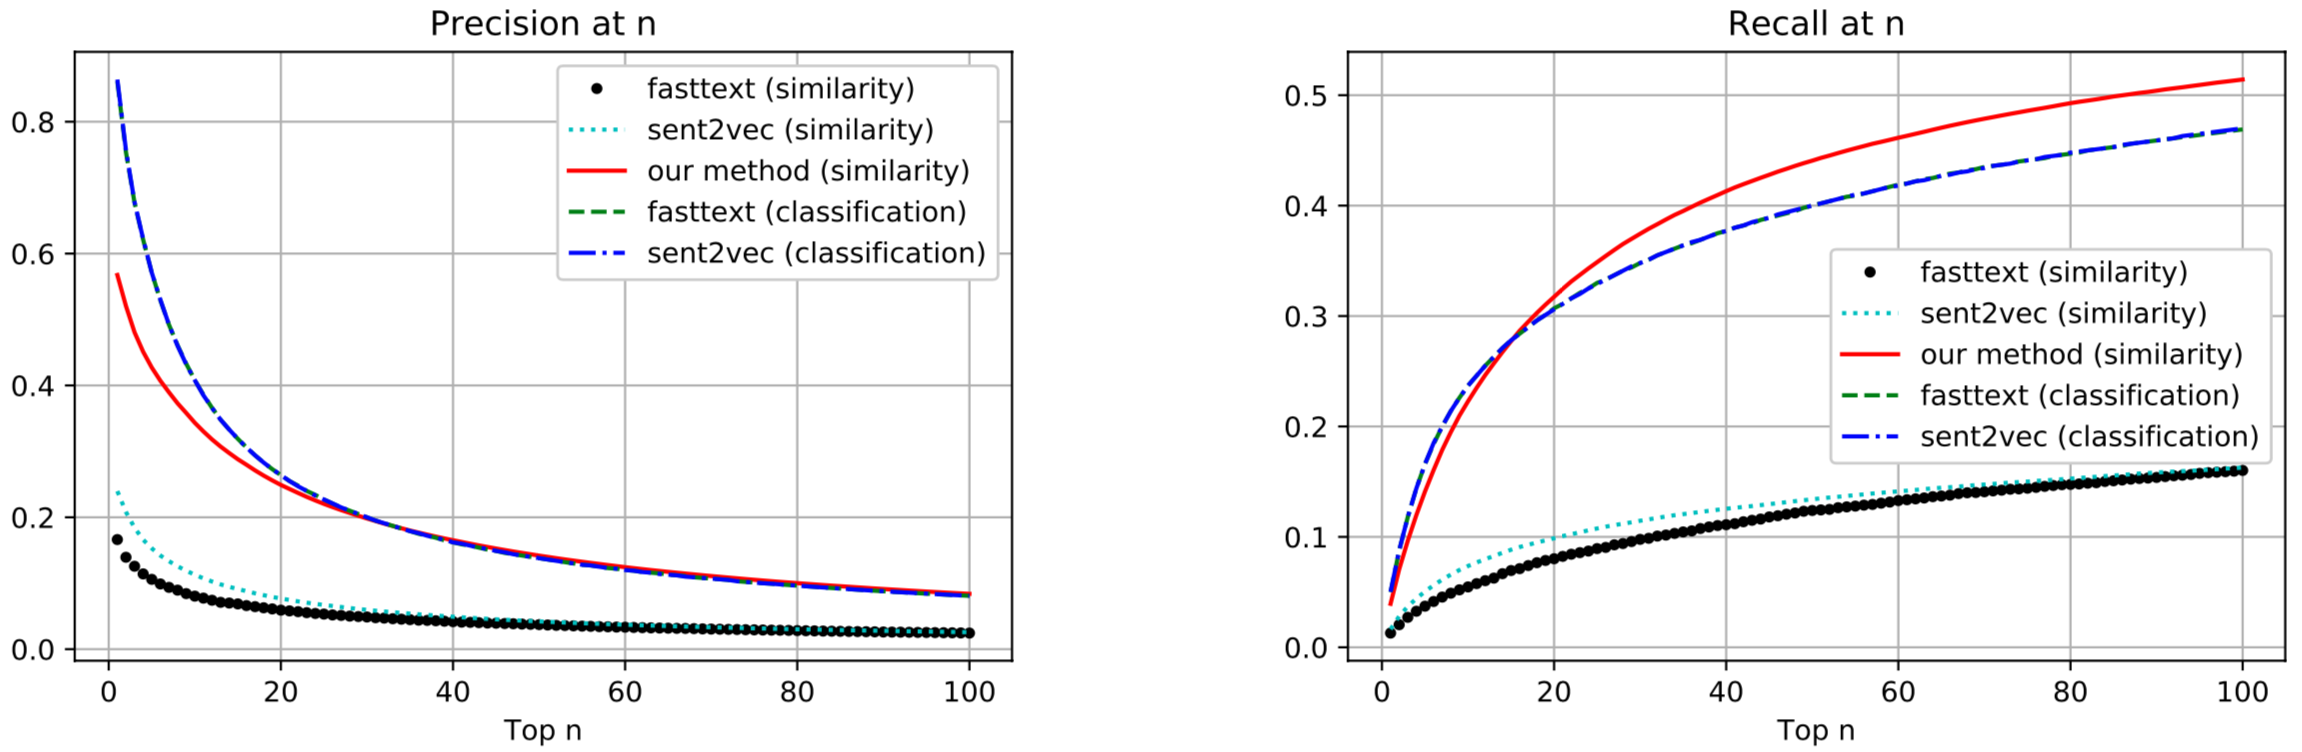 Precision at n
0.8
0.6
0.4
0.2
0.0
0 20 40 60 80 100
Top n
fasttext (similarity)
sent2vec (similarity)
our method (similarity)
fasttext (classification)
sent2vec (classification)
Recall at n
0.5
0.4
0.3
0.2
0.1
0.0
0 20 40 60 80 100
Top n
fasttext (similarity)
sent2vec (similarity)
our method (similarity)
fasttext (classification)
sent2vec (classification)